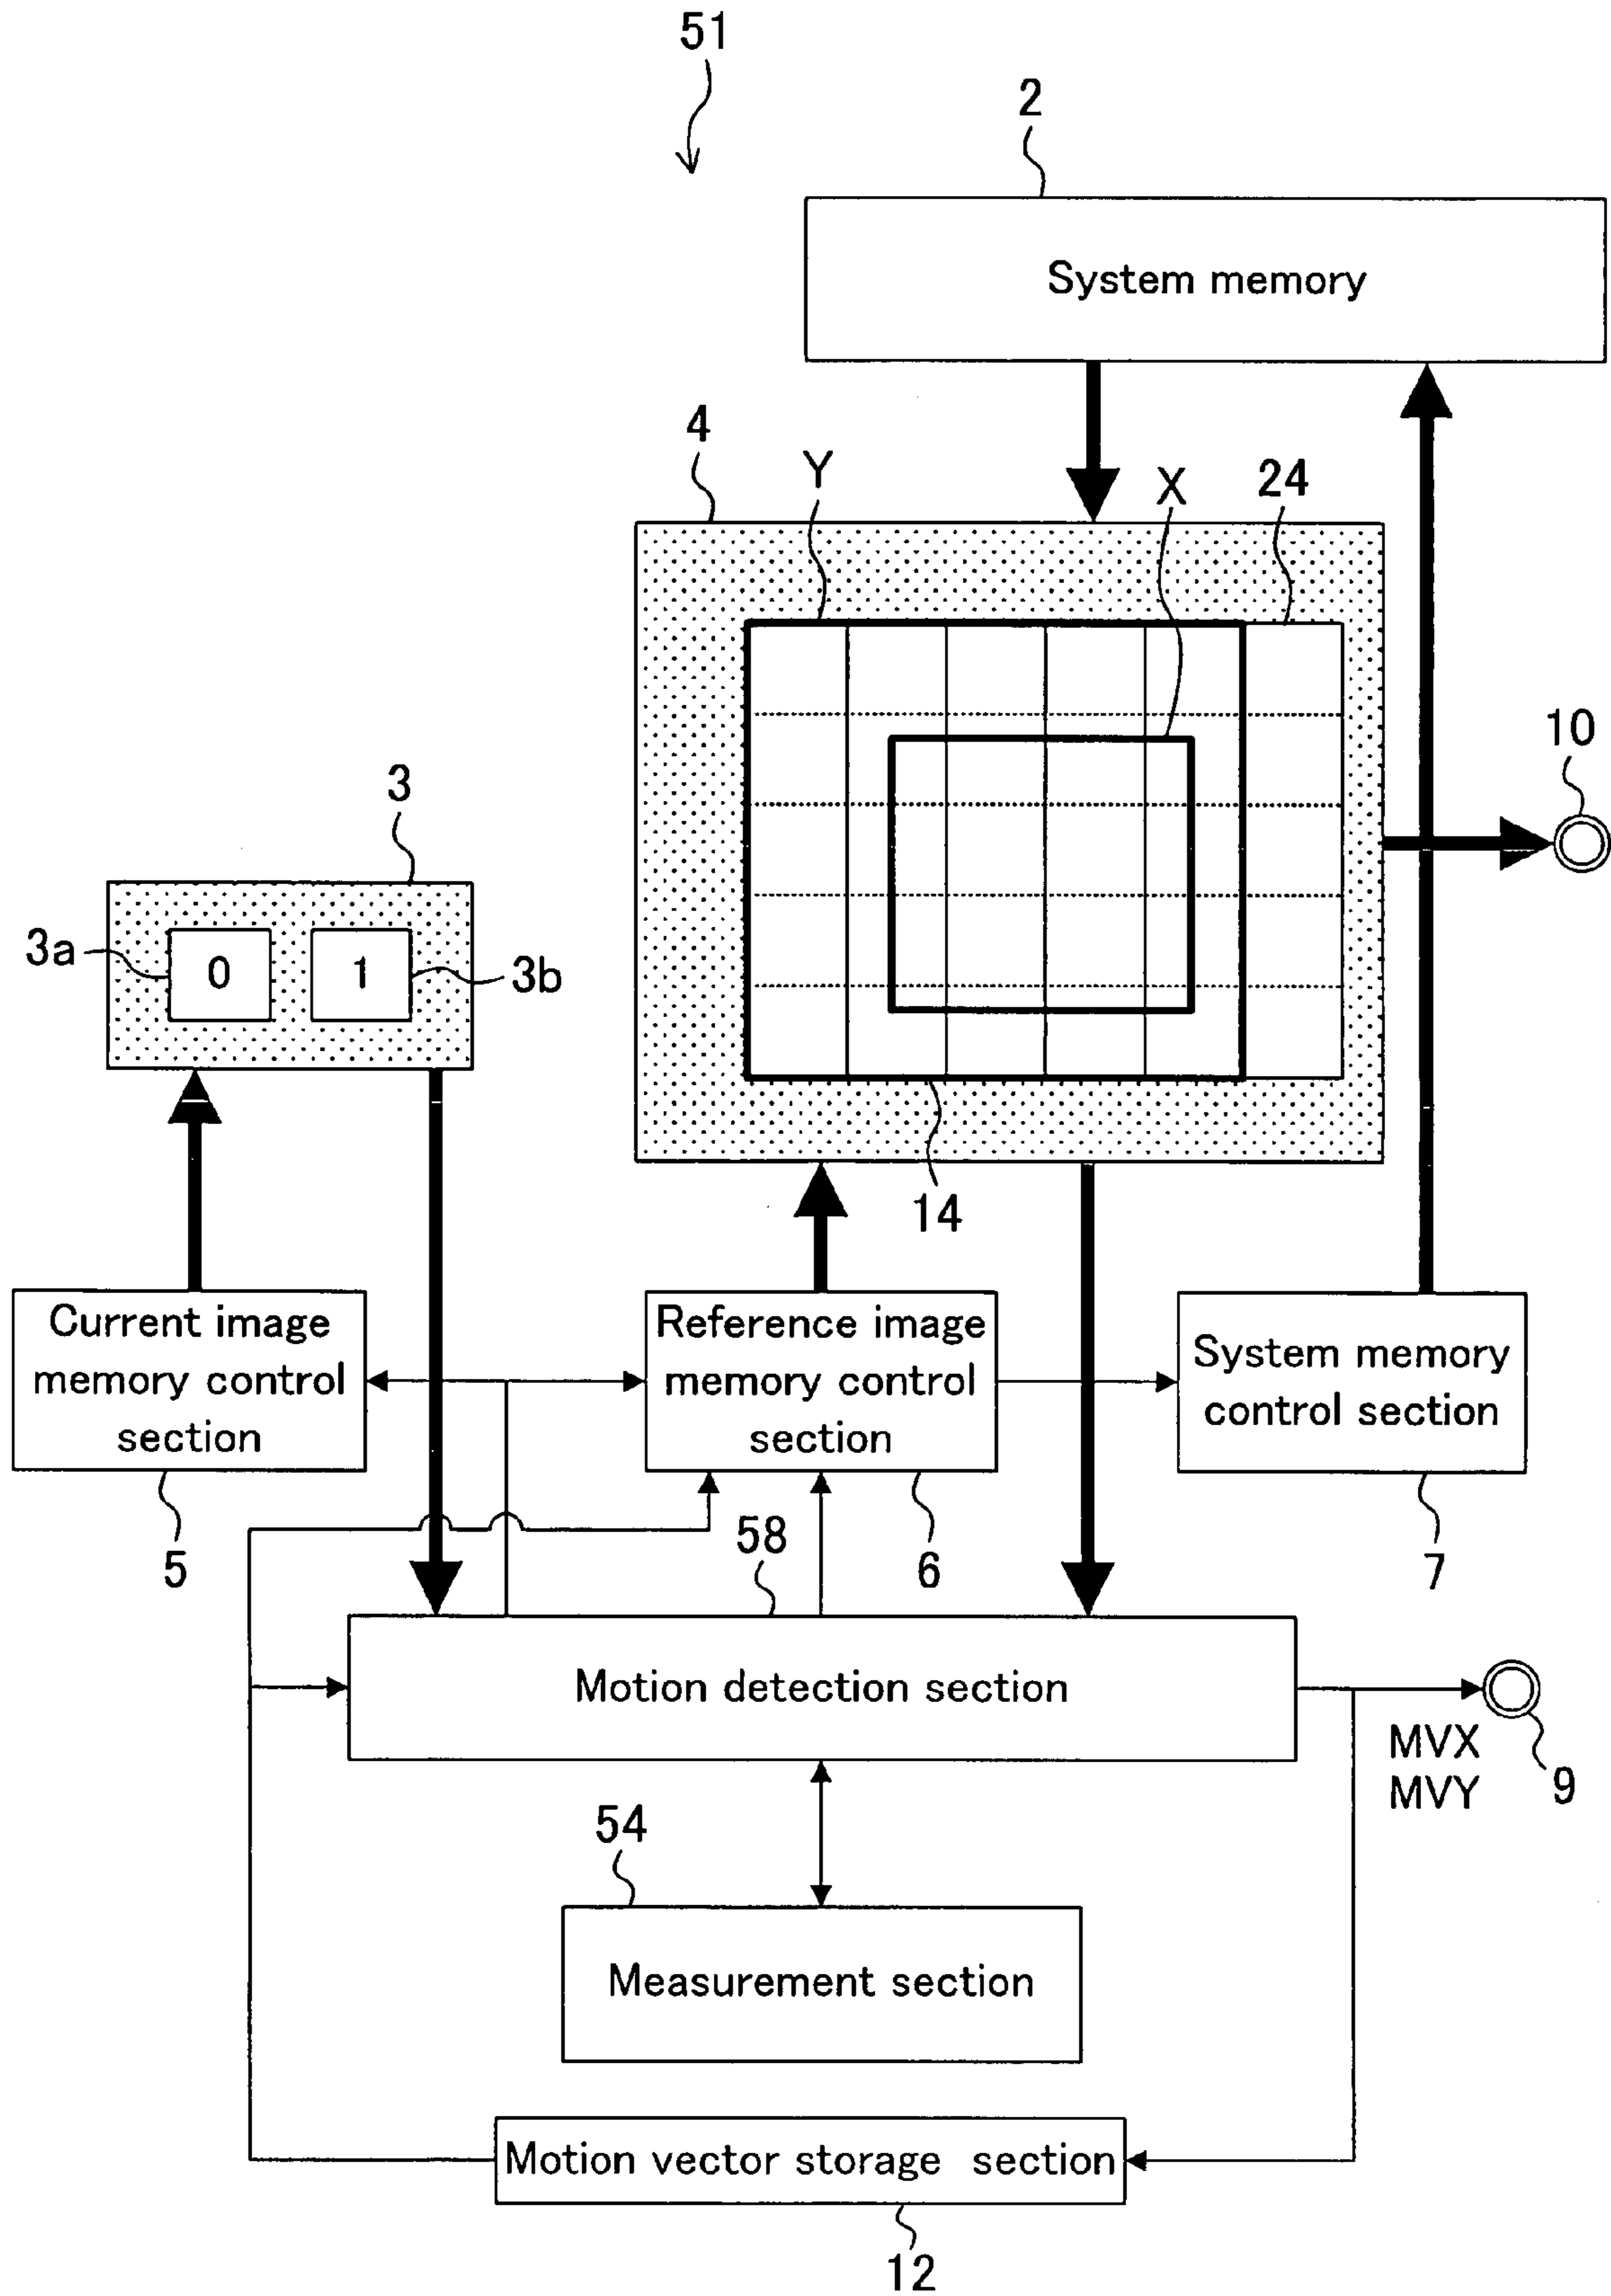 51
2
System memory
4
Y
X
24
10
3
3a
0
1
3b
14
Current image
memory control
section
Reference image
memory control
section
System memory
control section
5
58
6
7
Motion detection section
MVX
MVY
9
54
Measurement section
Motion vector storage section
12